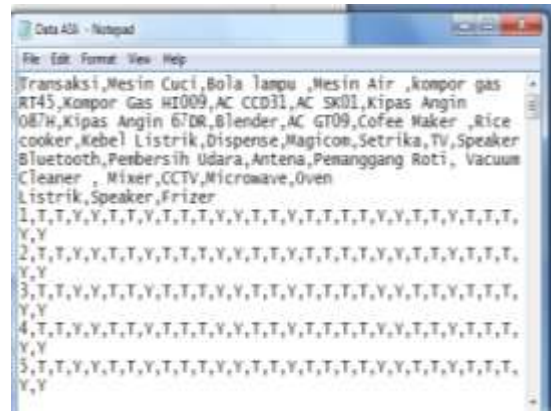 Data ASA - Notepad
File Edit Format View Help
Transaksi,Mesin Cuci,Bola lampu ,Mesin Air ,kompor gas
RT45,Kompor Gas HI009,AC CCD31,AC SK01,Kipas Angin
087H,Kipas Angin 67DR,Blender,AC GT09,Cofee Maker ,Rice
cooker,Kebel Listrik,Dispense,Magicom,Setrika,TV,Speaker
Bluetooth,Pembersih Udara,Antena,Pemanggang Roti, Vacuum
Cleaner , Mixer,CCTV,Microwave,Oven
Listrik,Speaker,Frizer
1,T,T,Y,Y,T,T,Y,T,T,T,Y,Y,T,T,Y,T,T,T,T,Y,Y,T,T,Y,T,T,T,
Y,Y
2,T,T,Y,Y,T,T,Y,T,T,T,Y,Y,T,T,Y,T,T,T,T,Y,Y,T,T,Y,T,T,T,
Y,Y
3,T,T,Y,Y,T,T,Y,T,T,T,Y,Y,T,T,Y,T,T,T,T,Y,Y,T,T,Y,T,T,T,
Y,Y
4,T,T,Y,Y,T,T,Y,T,T,T,Y,Y,T,T,Y,T,T,T,T,Y,Y,T,T,Y,T,T,T,
Y,Y
5,T,T,Y,Y,T,T,Y,T,T,T,Y,Y,T,T,Y,T,T,T,T,Y,Y,T,T,Y,T,T,T,
Y,Y